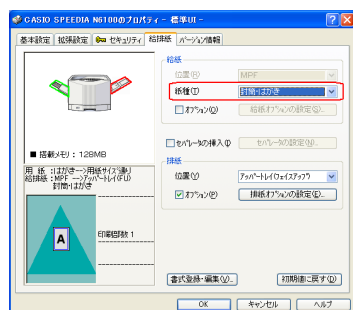 CASIO SPEEDIA N6100のプロパティ - 標準UI -
基本設定 拡張設定 セキュリティ 給排紙 バージョン情報
給紙
位置(R) MPF
紙種(T) 封筒・はがき
オプション(Q) 給紙オプションの設定(S)...
セパレータの挿入(J) セパレータの設定(N)...
■ 搭載メモリ : 128MB
用 紙 :はがき-->用紙サイズ通り
給排紙 :MPF -->アッパートレイ(FU)
封筒・はがき
排紙
位置(Y) アッパートレイ(フェイスアップ)
オプション(P) 排紙オプションの設定(E)...
A
印刷部数 1
書式登録・編集(V)... 初期値に戻す(D)
OK キャンセル ヘルプ